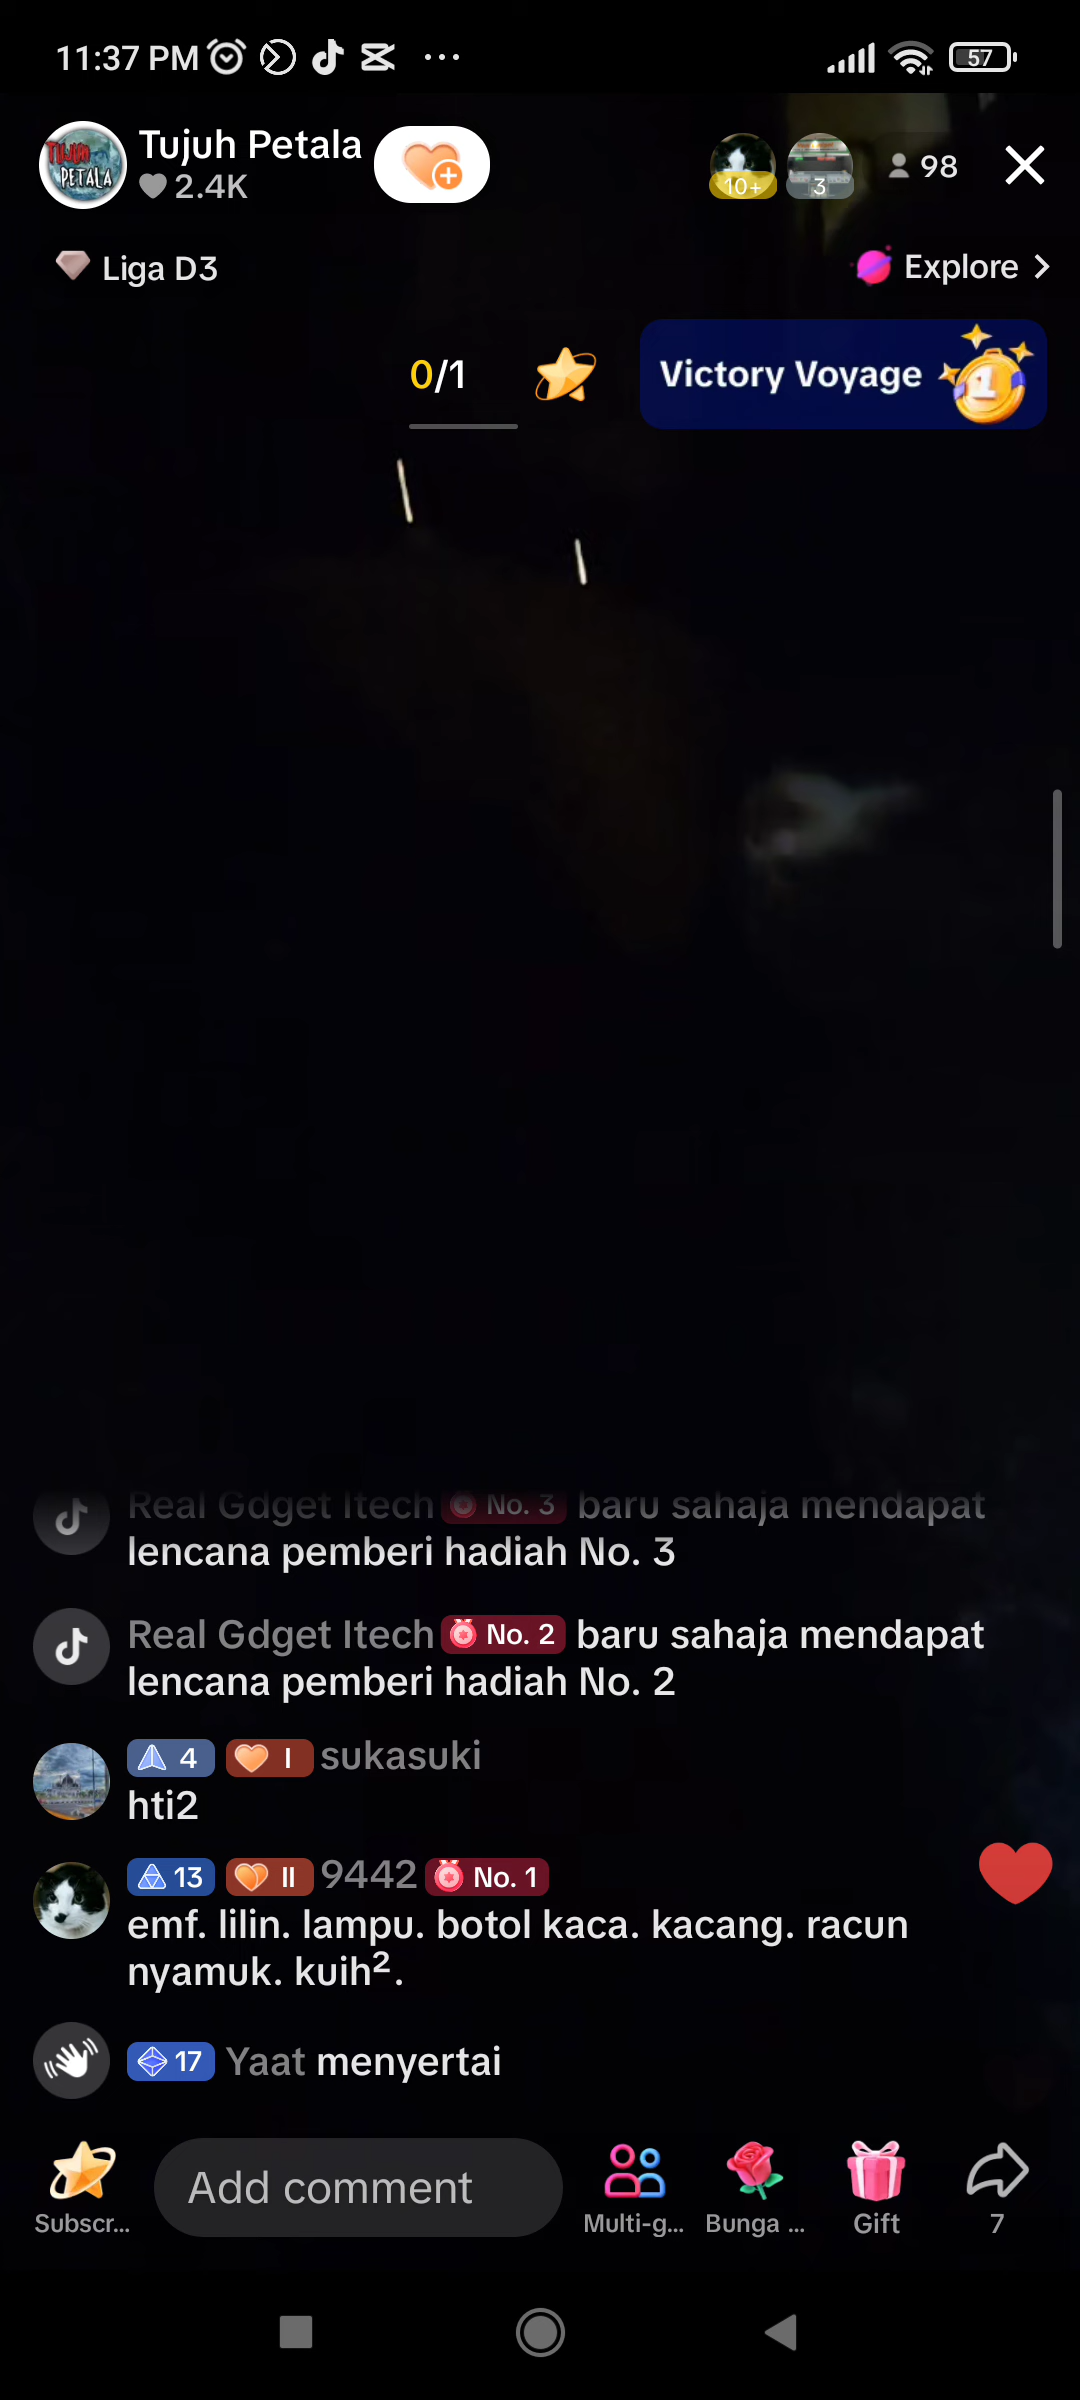 11:37 PM
57
TUJUH
PETALA
Tujuh Petala
2.4K
10+
3
98
Liga D3
Explore
0/1
Victory Voyage
1
Real Gdget Itech No. 3 baru sahaja mendapat
lencana pemberi hadiah No. 3
Real Gdget Itech No. 2 baru sahaja mendapat
lencana pemberi hadiah No. 2
4 I sukasuki
hti2
13 II 9442 No. 1
emf. lilin. lampu. botol kaca. kacang. racun
nyamuk. kuih².
17 Yaat menyertai
Add comment
Subscr...
Multi-g...
Bunga ...
Gift
7